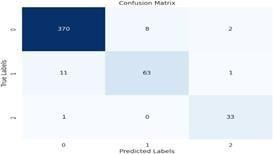 Confusion Matrix
True Labels
0 370 8 2
1 11 63 1
2 1 0 33
0 1 2
Predicted Labels